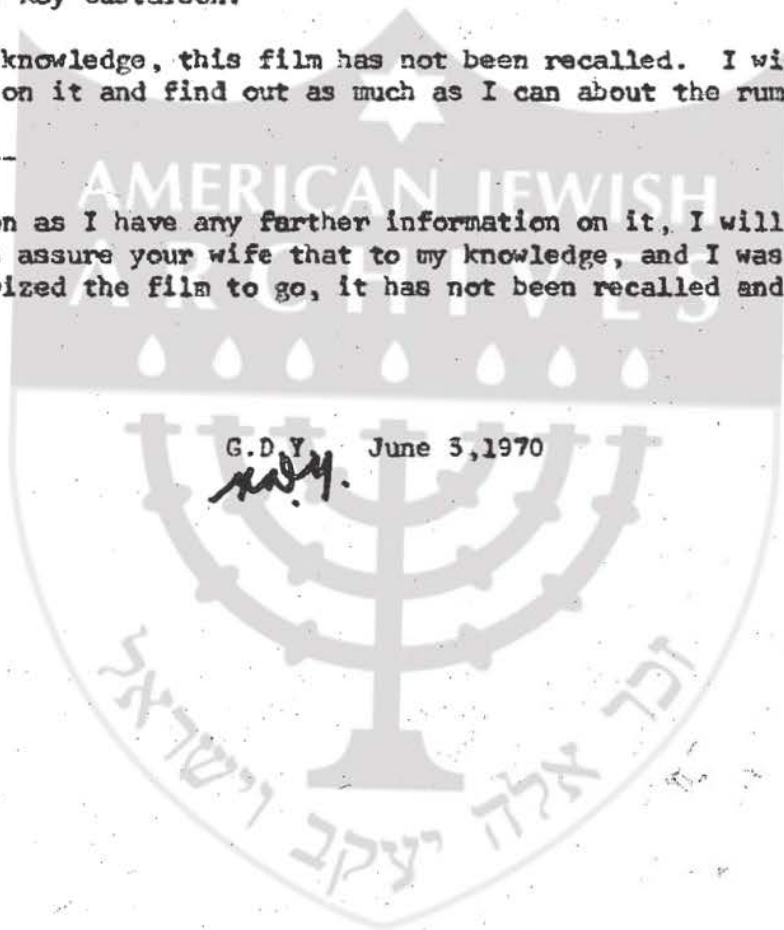 knowledge, this film has not been recalled. I wi
on it and find out as much as I can about the rum
--
AMERICAN JEWISH
ARCHIVES
on as I have any farther information on it, I will
assure your wife that to my knowledge, and I was
ized the film to go, it has not been recalled and
G.D.Y. June 3,1970
זכר אלה יעקב וישראל